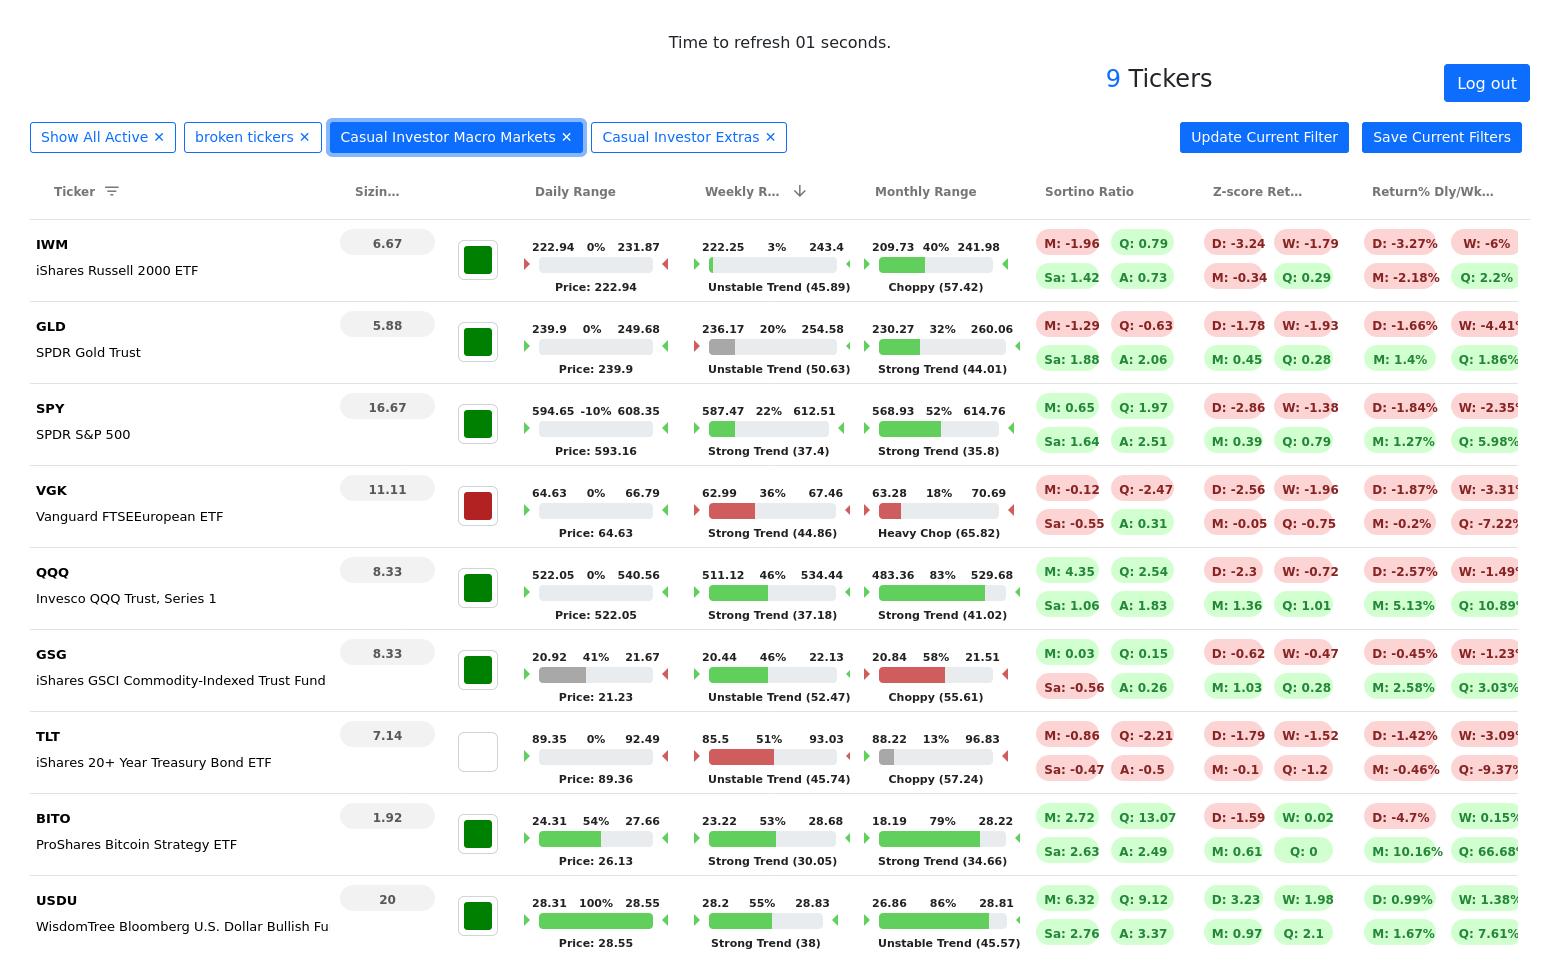 Time to refresh 01 seconds.
9 Tickers
Log out
Show All Active ✕ broken tickers ✕ Casual Investor Macro Markets ✕ Casual Investor Extras ✕ Update Current Filter Save Current Filters
Ticker Sizin… Daily Range Weekly R… Monthly Range Sortino Ratio Z-score Ret… Return% Dly/Wk…
IWM 6.67 222.94 0% 231.87 222.25 3% 243.4 209.73 40% 241.98 M: -1.96 Q: 0.79 D: -3.24 W: -1.79 D: -3.27% W: -6%
iShares Russell 2000 ETF Price: 222.94 Unstable Trend (45.89) Choppy (57.42) Sa: 1.42 A: 0.73 M: -0.34 Q: 0.29 M: -2.18% Q: 2.2%
GLD 5.88 239.9 0% 249.68 236.17 20% 254.58 230.27 32% 260.06 M: -1.29 Q: -0.63 D: -1.78 W: -1.93 D: -1.66% W: -4.41%
SPDR Gold Trust Price: 239.9 Unstable Trend (50.63) Strong Trend (44.01) Sa: 1.88 A: 2.06 M: 0.45 Q: 0.28 M: 1.4% Q: 1.86%
SPY 16.67 594.65 -10% 608.35 587.47 22% 612.51 568.93 52% 614.76 M: 0.65 Q: 1.97 D: -2.86 W: -1.38 D: -1.84% W: -2.35%
SPDR S&P 500 Price: 593.16 Strong Trend (37.4) Strong Trend (35.8) Sa: 1.64 A: 2.51 M: 0.39 Q: 0.79 M: 1.27% Q: 5.98%
VGK 11.11 64.63 0% 66.79 62.99 36% 67.46 63.28 18% 70.69 M: -0.12 Q: -2.47 D: -2.56 W: -1.96 D: -1.87% W: -3.31%
Vanguard FTSEEuropean ETF Price: 64.63 Strong Trend (44.86) Heavy Chop (65.82) Sa: -0.55 A: 0.31 M: -0.05 Q: -0.75 M: -0.2% Q: -7.22%
QQQ 8.33 522.05 0% 540.56 511.12 46% 534.44 483.36 83% 529.68 M: 4.35 Q: 2.54 D: -2.3 W: -0.72 D: -2.57% W: -1.49%
Invesco QQQ Trust, Series 1 Price: 522.05 Strong Trend (37.18) Strong Trend (41.02) Sa: 1.06 A: 1.83 M: 1.36 Q: 1.01 M: 5.13% Q: 10.89%
GSG 8.33 20.92 41% 21.67 20.44 46% 22.13 20.84 58% 21.51 M: 0.03 Q: 0.15 D: -0.62 W: -0.47 D: -0.45% W: -1.23%
iShares GSCI Commodity-Indexed Trust Fund Price: 21.23 Unstable Trend (52.47) Choppy (55.61) Sa: -0.56 A: 0.26 M: 1.03 Q: 0.28 M: 2.58% Q: 3.03%
TLT 7.14 89.35 0% 92.49 85.5 51% 93.03 88.22 13% 96.83 M: -0.86 Q: -2.21 D: -1.79 W: -1.52 D: -1.42% W: -3.09%
iShares 20+ Year Treasury Bond ETF Price: 89.36 Unstable Trend (45.74) Choppy (57.24) Sa: -0.47 A: -0.5 M: -0.1 Q: -1.2 M: -0.46% Q: -9.37%
BITO 1.92 24.31 54% 27.66 23.22 53% 28.68 18.19 79% 28.22 M: 2.72 Q: 13.07 D: -1.59 W: 0.02 D: -4.7% W: 0.15%
ProShares Bitcoin Strategy ETF Price: 26.13 Strong Trend (30.05) Strong Trend (34.66) Sa: 2.63 A: 2.49 M: 0.61 Q: 0 M: 10.16% Q: 66.68%
USDU 20 28.31 100% 28.55 28.2 55% 28.83 26.86 86% 28.81 M: 6.32 Q: 9.12 D: 3.23 W: 1.98 D: 0.99% W: 1.38%
WisdomTree Bloomberg U.S. Dollar Bullish Fu Price: 28.55 Strong Trend (38) Unstable Trend (45.57) Sa: 2.76 A: 3.37 M: 0.97 Q: 2.1 M: 1.67% Q: 7.61%